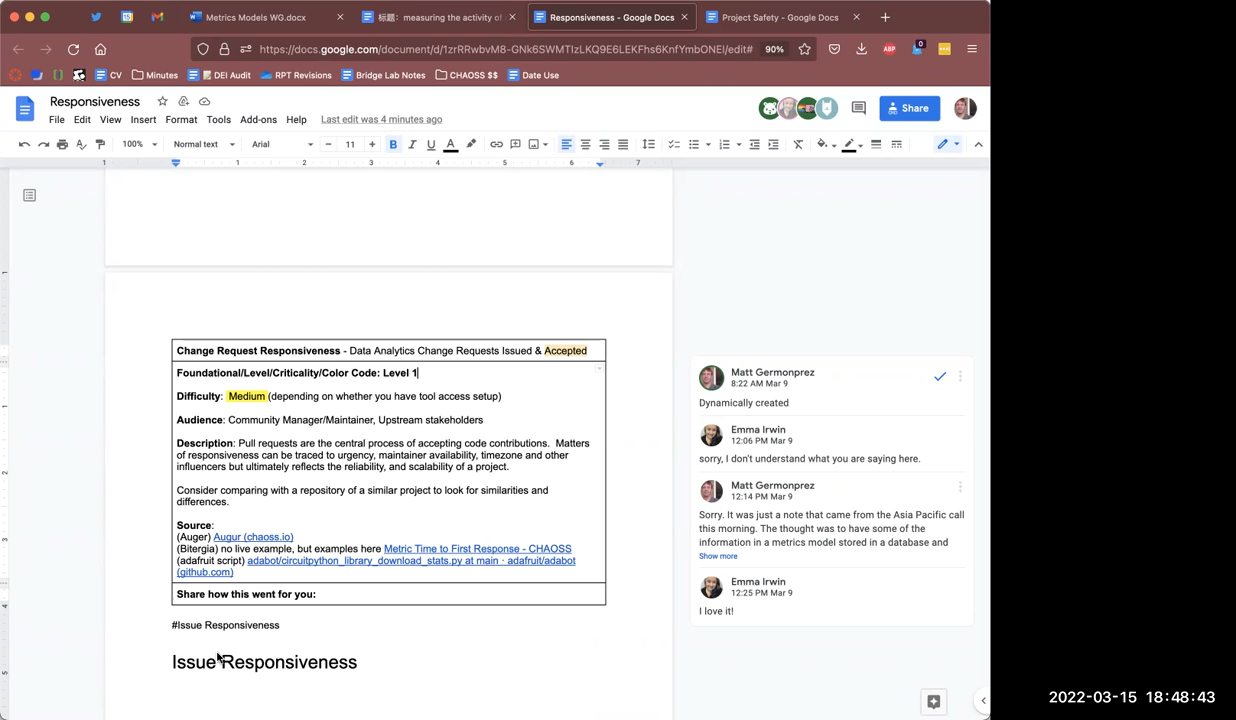 Metrics Models WG.docx
标题：measuring the activity of
Responsiveness - Google Docs
Project Safety - Google Docs
https://docs.google.com/document/d/1zrRRwbvM8-GNk6SWMTIzLKQ9E6LEKFhs6KnfYmbONEI/edit#
90%
ABP
0
CV
Minutes
DEI Audit
RPT Revisions
Bridge Lab Notes
CHAOSS $$
Date Use
Responsiveness
File Edit View Insert Format Tools Add-ons Help Last edit was 4 minutes ago
Share
100% Normal text Arial 11
1 1 2 3 4 5 6 7
Change Request Responsiveness - Data Analytics Change Requests Issued & Accepted
Foundational/Level/Criticality/Color Code: Level 1
Difficulty: Medium (depending on whether you have tool access setup)
Audience: Community Manager/Maintainer, Upstream stakeholders
Description: Pull requests are the central process of accepting code contributions. Matters
of responsiveness can be traced to urgency, maintainer availability, timezone and other
influencers but ultimately reflects the reliability, and scalability of a project.
Consider comparing with a repository of a similar project to look for similarities and
differences.
Source:
(Auger) Augur (chaoss.io)
(Bitergia) no live example, but examples here Metric Time to First Response - CHAOSS
(adafruit script) adabot/circuitpython_library_download_stats.py at main · adafruit/adabot
(github.com)
Share how this went for you:
#Issue Responsiveness
Issue Responsiveness
Matt Germonprez
8:22 AM Mar 9
Dynamically created
Emma Irwin
12:06 PM Mar 9
sorry, I don't understand what you are saying here.
Matt Germonprez
12:14 PM Mar 9
Sorry. It was just a note that came from the Asia Pacific call
this morning. The thought was to have some of the
information in a metrics model stored in a database and
Show more
Emma Irwin
12:25 PM Mar 9
I love it!
2022-03-15 18:48:43